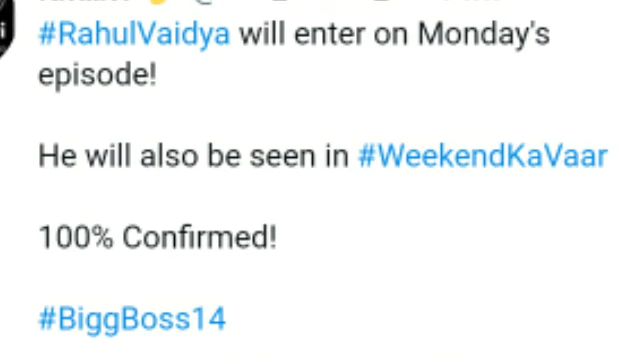 #RahulVaidya will enter on Monday's
episode!
He will also be seen in #WeekendKaVaar
100% Confirmed!
#BiggBoss14